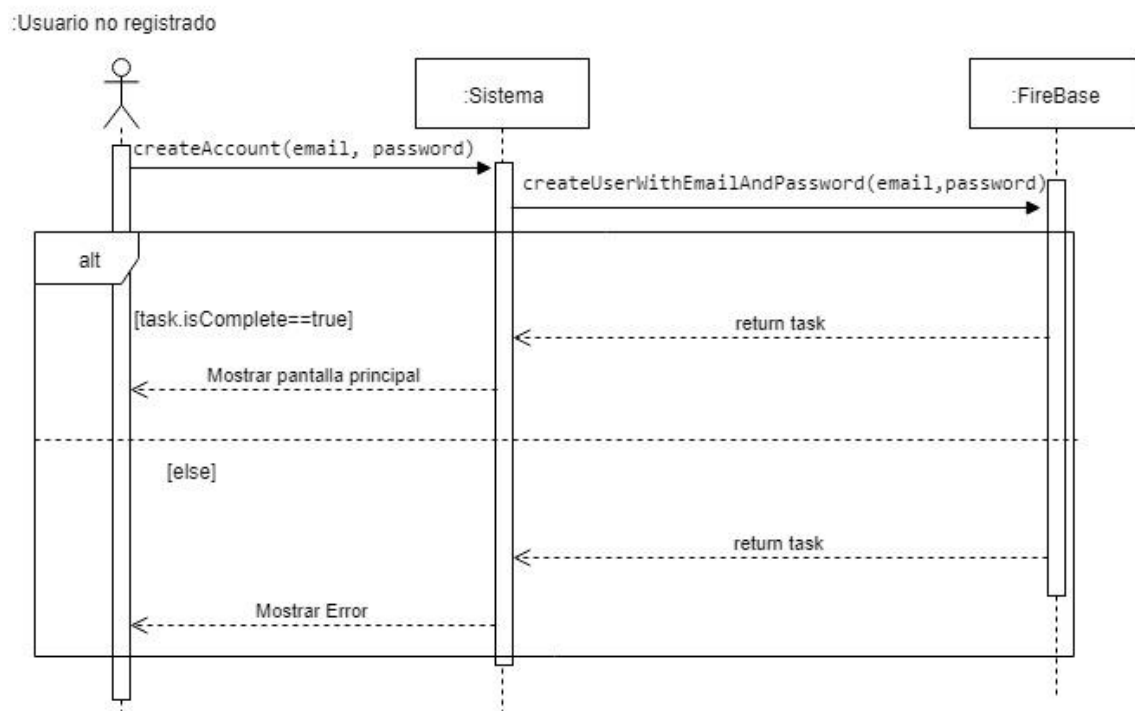 :Usuario no registrado
:Sistema
:FireBase
createAccount(email, password)
createUserWithEmailAndPassword(email,password)
alt
[task.isComplete==true]
return task
Mostrar pantalla principal
[else]
return task
Mostrar Error